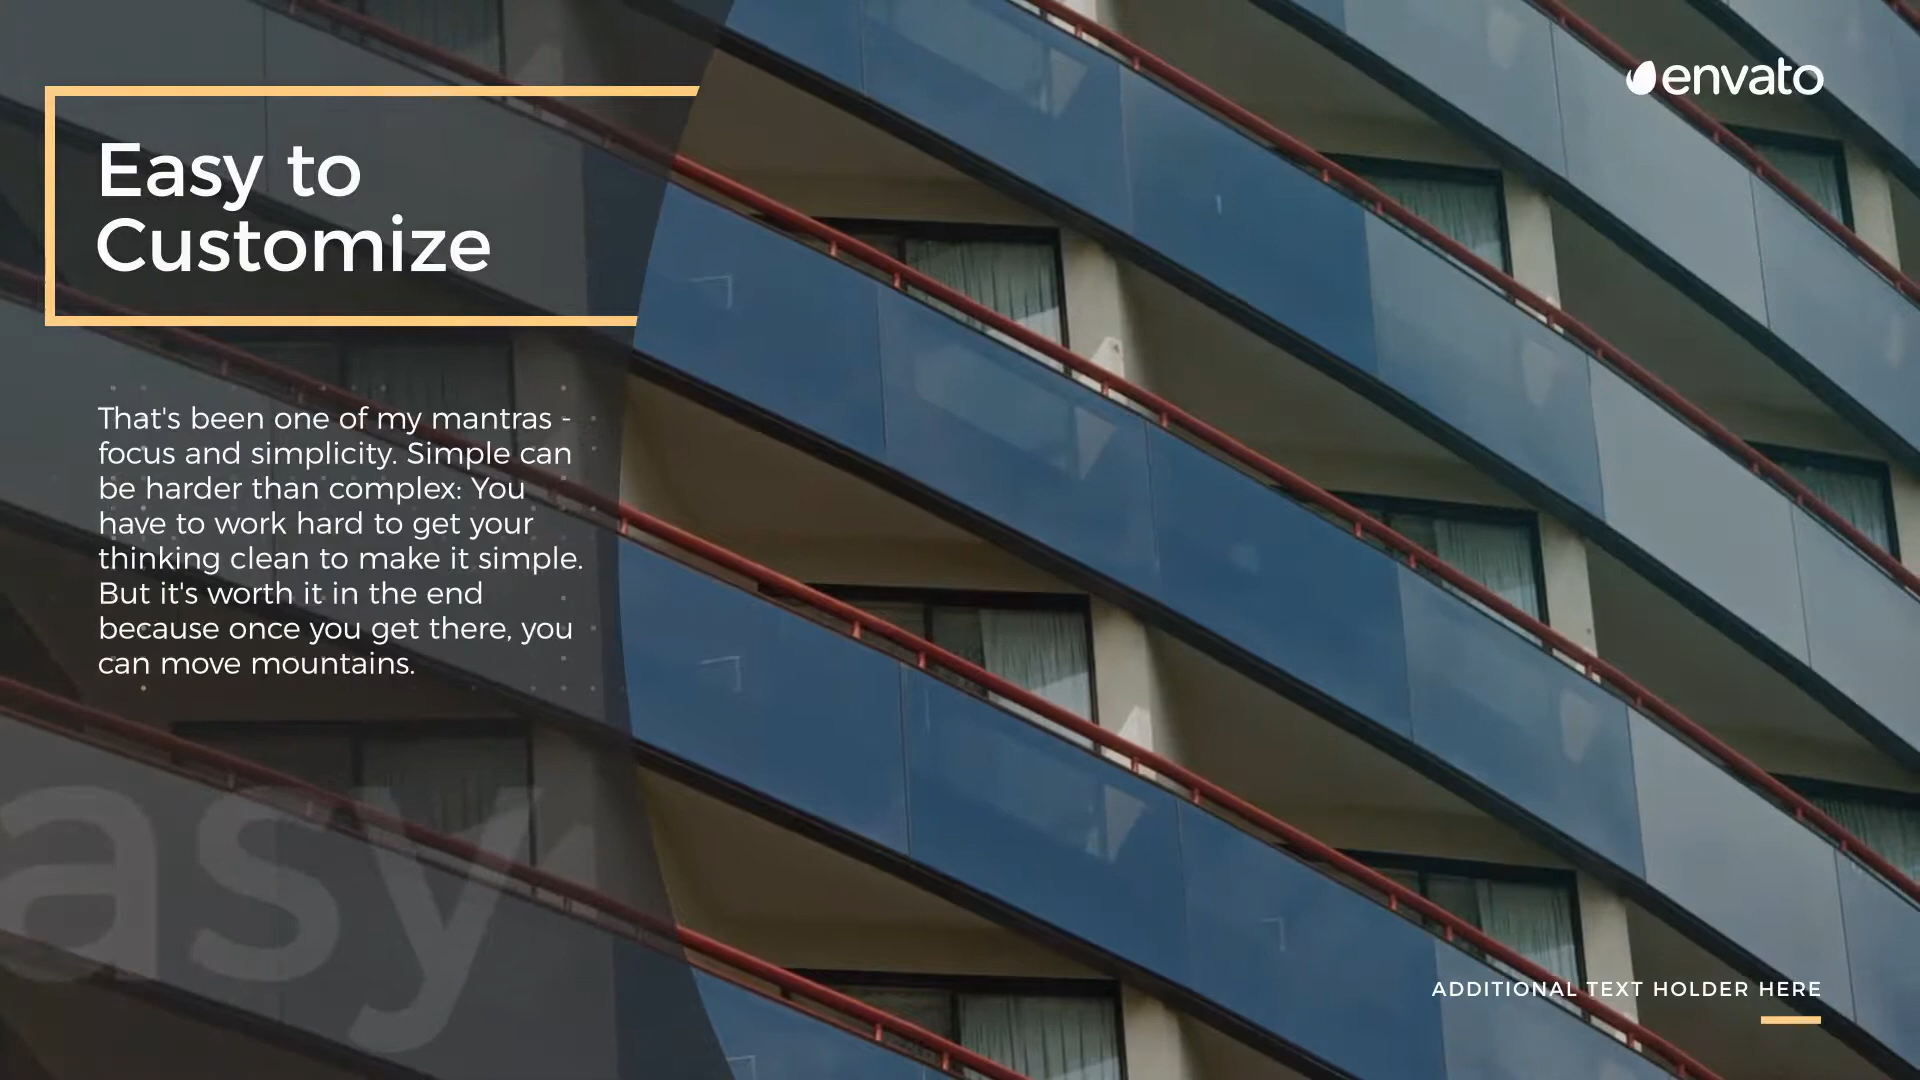 envato
Easy to
Customize
That's been one of my mantras -
focus and simplicity. Simple can
be harder than complex: You
have to work hard to get your
thinking clean to make it simple.
But it's worth it in the end
because once you get there, you
can move mountains.
asy
ADDITIONAL TEXT HOLDER HERE